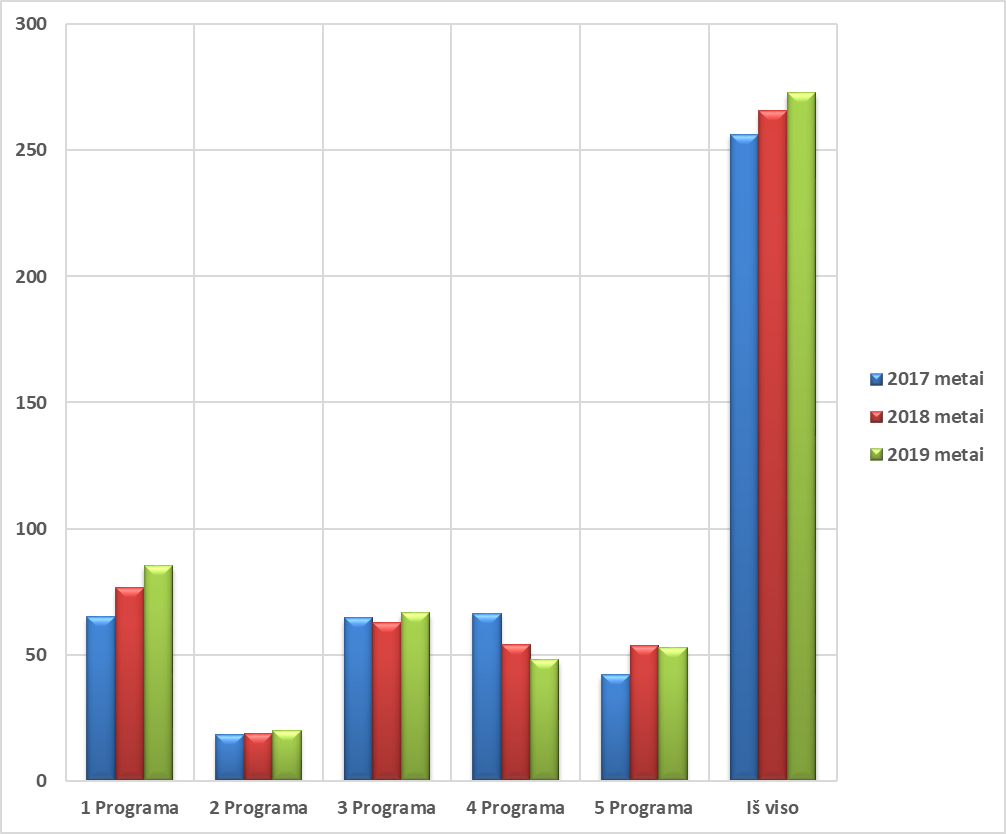 300
250
200
150
100
50
0
1 Programa
2 Programa
3 Programa
4 Programa
5 Programa
Iš viso
2017 metai
2018 metai
2019 metai